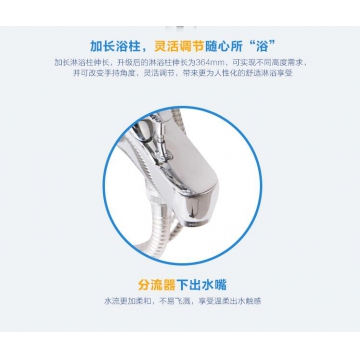 加长浴柱，灵活调节随心所“浴”
加长淋浴柱伸长，升级后的淋浴柱伸长为364mm，可实现不同高度需求，
并可改变手持角度，灵活调节，带来更为人性化的舒适淋浴享受
分流器下出水嘴
水流更加柔和，不易飞溅，享受温柔出水触感